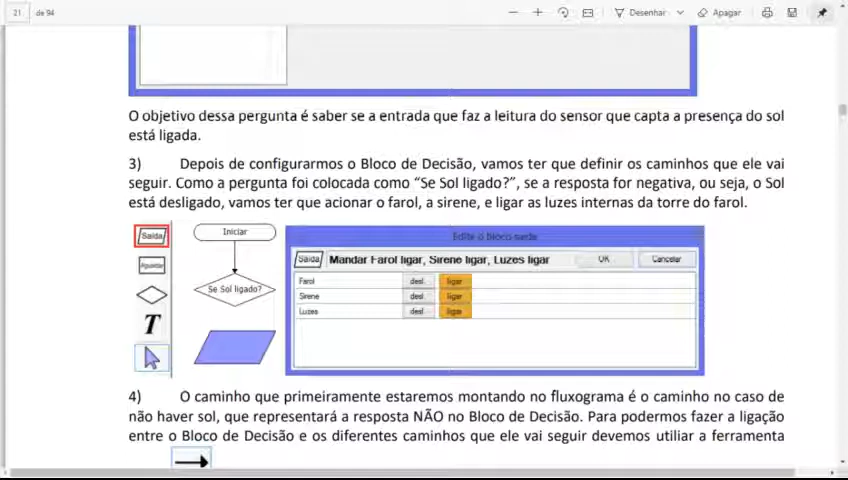 21 de 94 Desenhar Apagar
O objetivo dessa pergunta é saber se a entrada que faz a leitura do sensor que capta a presença do sol
está ligada.
3) Depois de configurarmos o Bloco de Decisão, vamos ter que definir os caminhos que ele vai
seguir. Como a pergunta foi colocada como “Se Sol ligado?”, se a resposta for negativa, ou seja, o Sol
está desligado, vamos ter que acionar o farol, a sirene, e ligar as luzes internas da torre do farol.
Saída
Aguardar
T
Iniciar
Se Sol ligado?
Edite o bloco saída
Saída Mandar Farol ligar, Sirene ligar, Luzes ligar OK Cancelar
Farol desl. ligar
Sirene desl. ligar
Luzes desl. ligar
4) O caminho que primeiramente estaremos montando no fluxograma é o caminho no caso de
não haver sol, que representará a resposta NÃO no Bloco de Decisão. Para podermos fazer a ligação
entre o Bloco de Decisão e os diferentes caminhos que ele vai seguir devemos utiliar a ferramenta